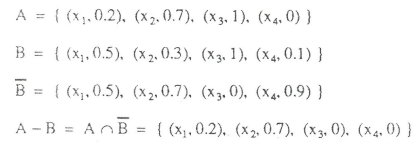 A = { (x₁, 0.2), (x₂, 0.7), (x₃, 1), (x₄, 0) }
B = { (x₁, 0.5), (x₂, 0.3), (x₃, 1), (x₄, 0.1) }
B̅ = { (x₁, 0.5), (x₂, 0.7), (x₃, 0), (x₄, 0.9) }
A − B = A ∩ B̅ = { (x₁, 0.2), (x₂, 0.7), (x₃, 0), (x₄, 0) }